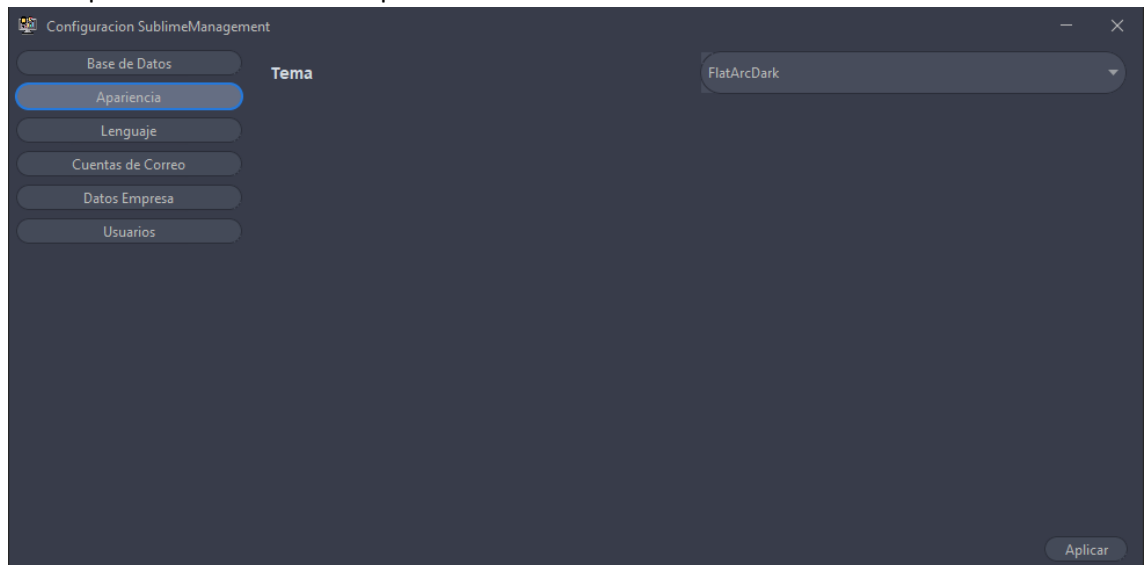 Configuracion SublimeManagement
Base de Datos
Tema
FlatArcDark
Apariencia
Lenguaje
Cuentas de Correo
Datos Empresa
Usuarios
Aplicar